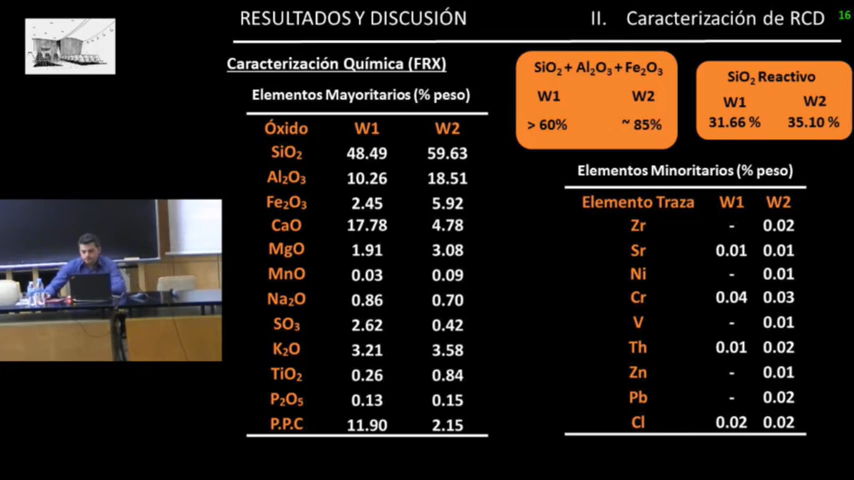 RESULTADOS Y DISCUSIÓN
II. Caracterización de RCD
16
Caracterización Química (FRX)
Elementos Mayoritarios (% peso)
Óxido W1 W2
SiO₂ 48.49 59.63
Al₂O₃ 10.26 18.51
Fe₂O₃ 2.45 5.92
CaO 17.78 4.78
MgO 1.91 3.08
MnO 0.03 0.09
Na₂O 0.86 0.70
SO₃ 2.62 0.42
K₂O 3.21 3.58
TiO₂ 0.26 0.84
P₂O₅ 0.13 0.15
P.P.C 11.90 2.15
SiO₂ + Al₂O₃ + Fe₂O₃
W1 W2
> 60% ~ 85%
SiO₂ Reactivo
W1 W2
31.66 % 35.10 %
Elementos Minoritarios (% peso)
Elemento Traza W1 W2
Zr - 0.02
Sr 0.01 0.01
Ni - 0.01
Cr 0.04 0.03
V - 0.01
Th 0.01 0.02
Zn - 0.01
Pb - 0.02
Cl 0.02 0.02